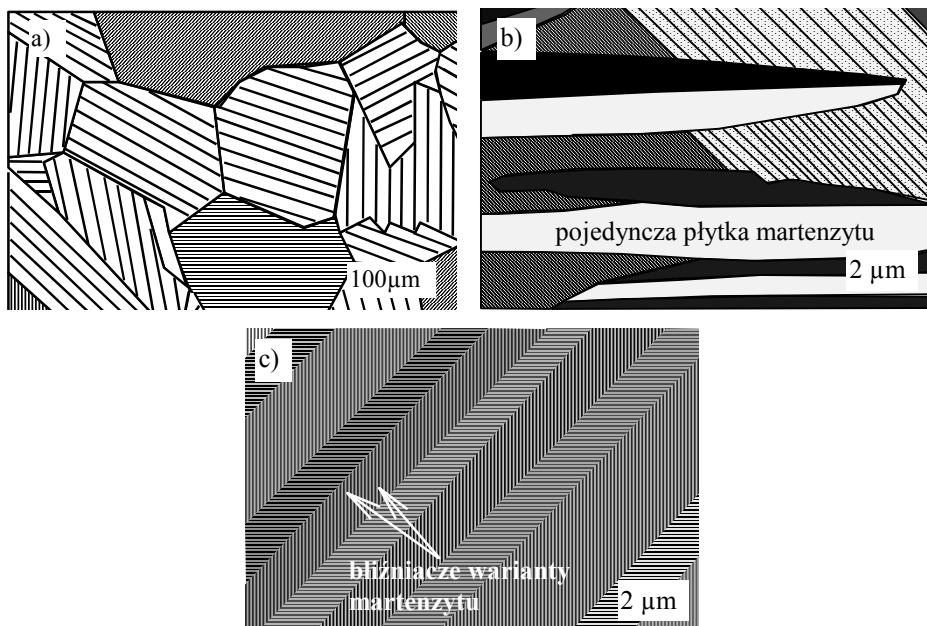 a)
100µm
b)
pojedyncza płytka martenzytu
2 µm
c)
bliźniacze warianty
martenzytu
2 µm